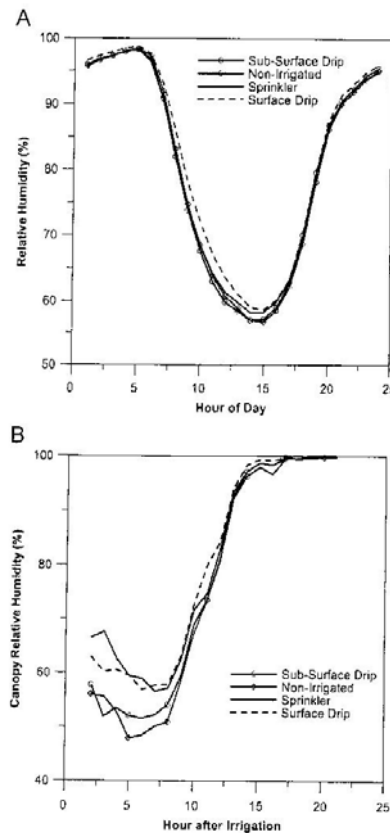 A
100
90
80
70
60
50
Relative Humidity (%)
Sub-Surface Drip
Non-Irrigated
Sprinkler
Surface Drip
0 5 10 15 20 25
Hour of Day
B
100
80
60
40
Canopy Relative Humidity (%)
Sub-Surface Drip
Non-Irrigated
Sprinkler
Surface Drip
0 5 10 15 20 25
Hour after Irrigation